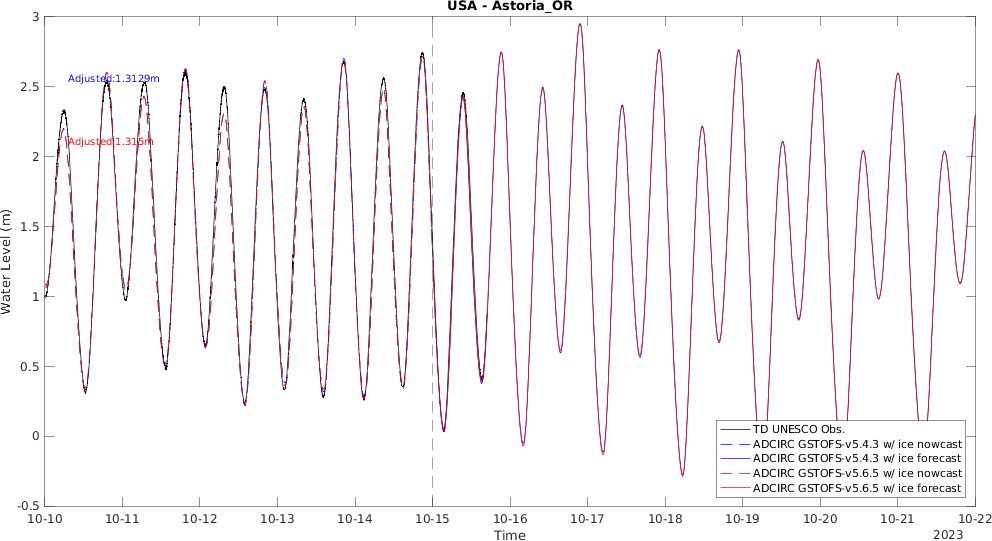 USA - Astoria_OR
Water Level (m)
3
2.5
2
1.5
1
0.5
0
-0.5
Adjusted:1.3129m
Adjusted:1.315m
TD UNESCO Obs.
ADCIRC GSTOFS-v5.4.3 w/ ice nowcast
ADCIRC GSTOFS-v5.4.3 w/ ice forecast
ADCIRC GSTOFS-v5.6.5 w/ ice nowcast
ADCIRC GSTOFS-v5.6.5 w/ ice forecast
10-10 10-11 10-12 10-13 10-14 10-15 10-16 10-17 10-18 10-19 10-20 10-21 10-22
Time
2023